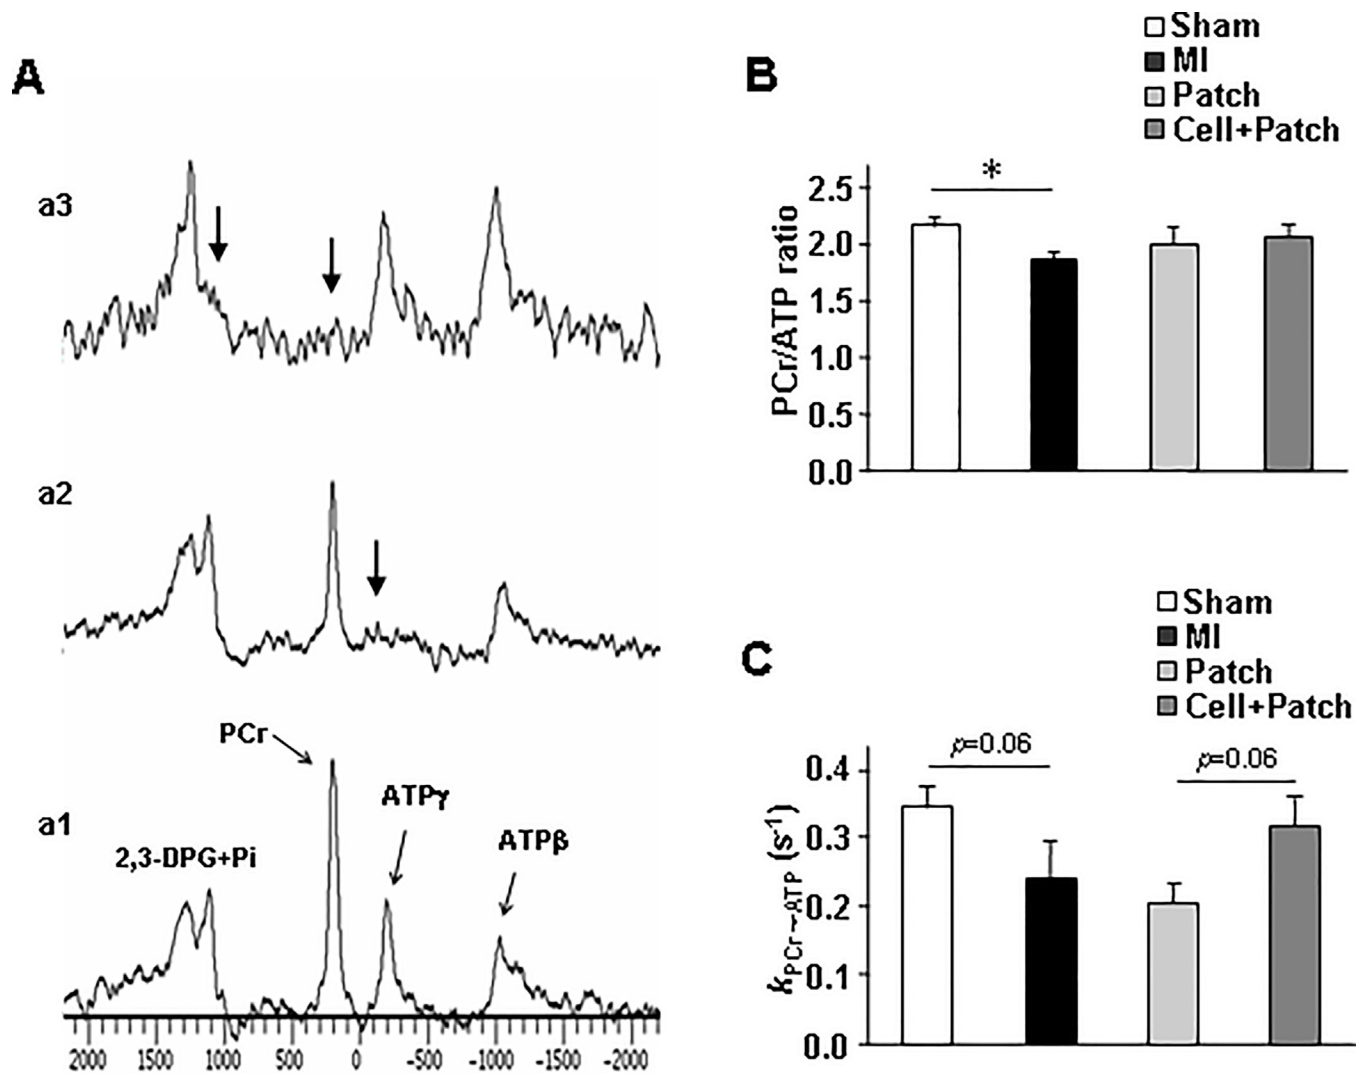 A
a3
a2
PCr
ATPγ
a1
2,3-DPG+Pi
ATPβ
2000 1500 1000 500 0 -500 -1000 -1500 -2000
B
Sham
MI
Patch
Cell+Patch
*
PCr/ATP ratio
2.5
2.0
1.5
1.0
0.5
0.0
C
Sham
MI
Patch
Cell+Patch
p=0.06
p=0.06
kPCr→ATP (s-1)
0.4
0.3
0.2
0.1
0.0